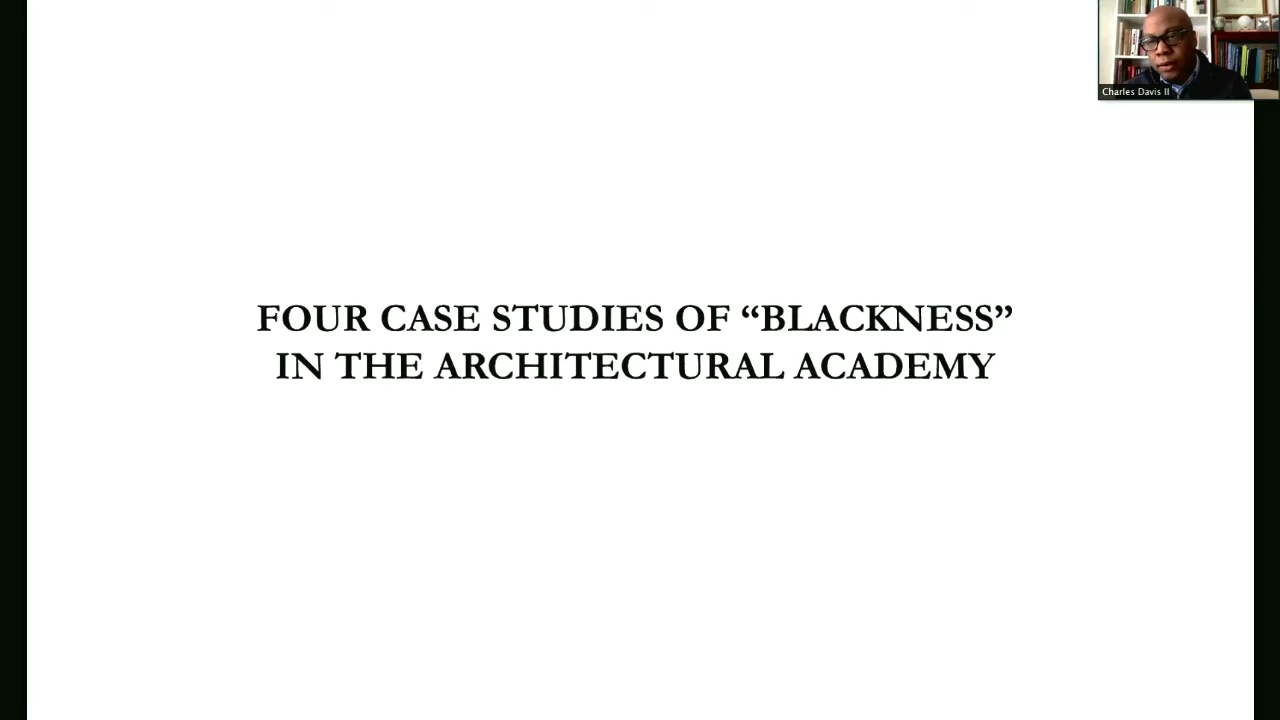 Charles Davis II
FOUR CASE STUDIES OF “BLACKNESS”
IN THE ARCHITECTURAL ACADEMY